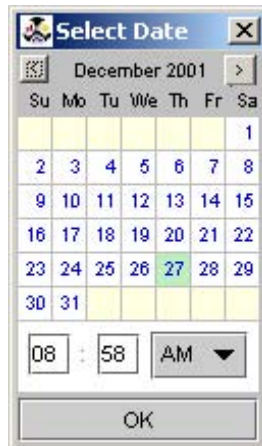 Select Date
December 2001
Su Mo Tu We Th Fr Sa
1
2 3 4 5 6 7 8
9 10 11 12 13 14 15
16 17 18 19 20 21 22
23 24 25 26 27 28 29
30 31
08 : 58 AM
OK